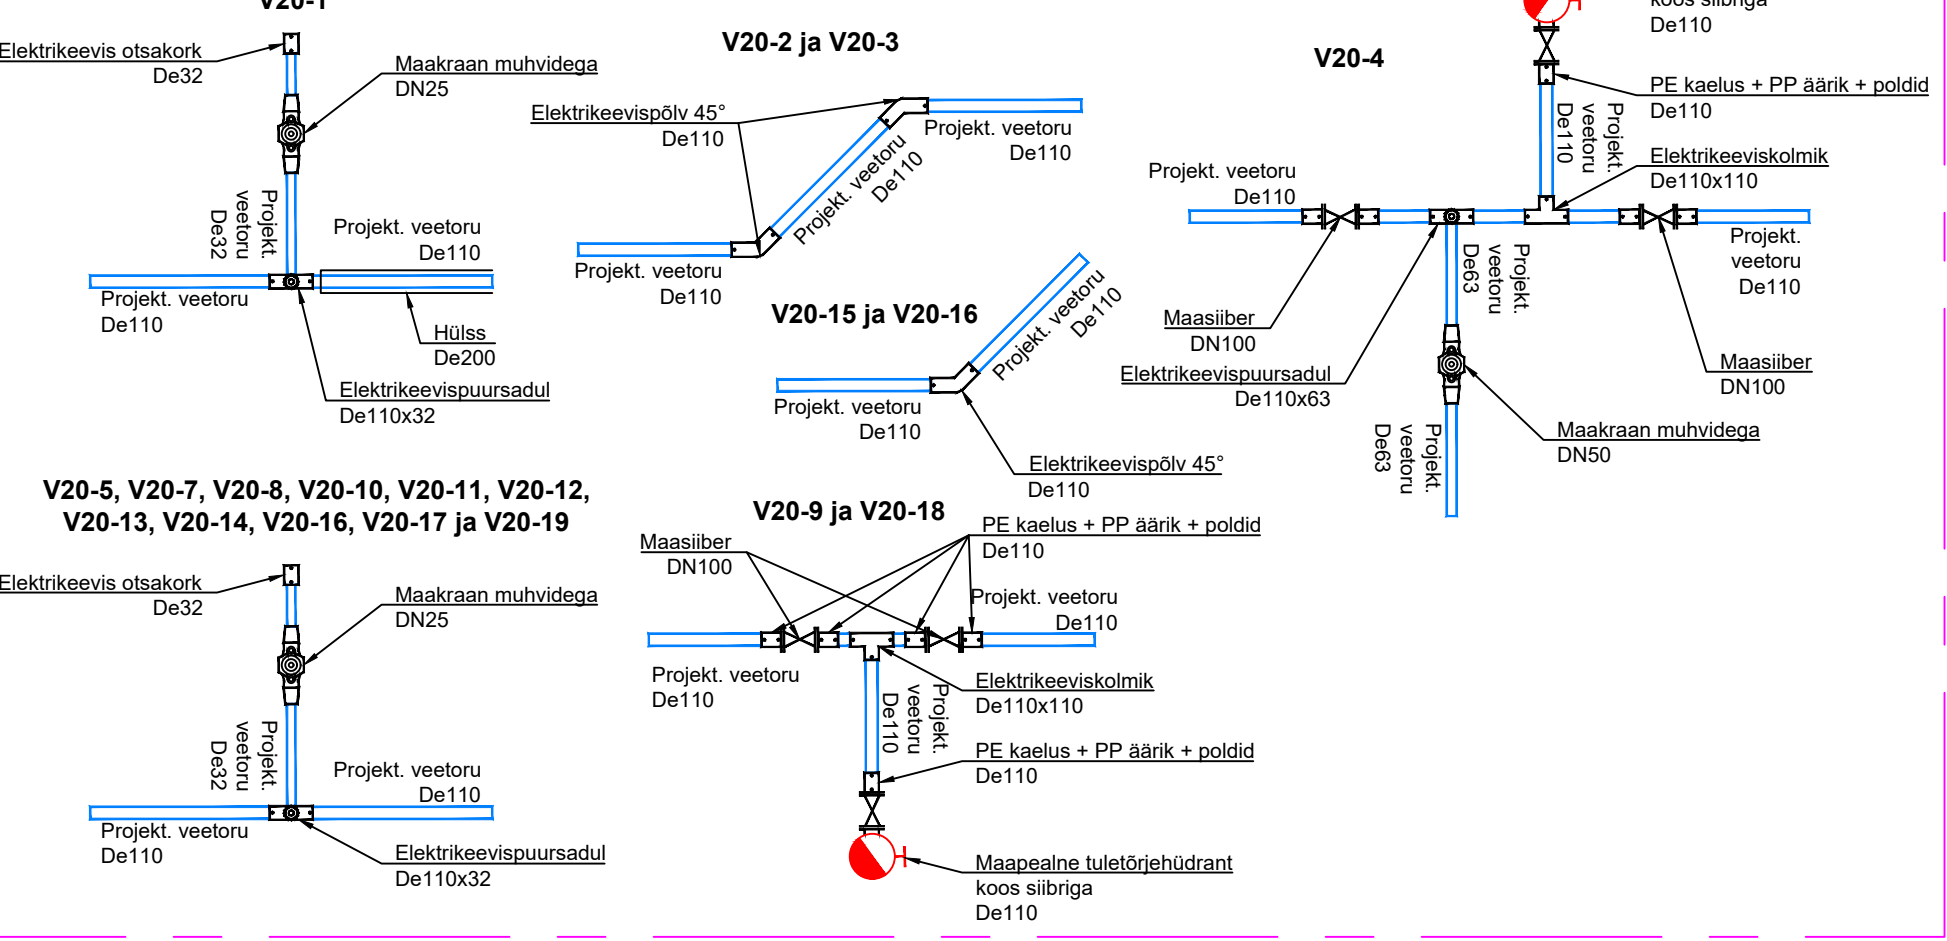 V20-1
Elektrikeevis otsakork
De32
Maakraan muhvidega
DN25
Projekt.
veetoru
De32
Projekt. veetoru
De110
Projekt. veetoru
De110
Hülss
De200
Elektrikeevispuursadul
De110x32
V20-2 ja V20-3
Elektrikeevispõlv 45°
De110
Projekt. veetoru
De110
Projekt. veetoru
De110
Projekt. veetoru
De110
V20-15 ja V20-16
Projekt. veetoru
De110
Projekt. veetoru
De110
Elektrikeevispõlv 45°
De110
V20-4
koos siibriga
De110
PE kaelus + PP äärik + poldid
De110
Projekt.
veetoru
De110
Elektrikeeviskolmik
De110x110
Projekt. veetoru
De110
Projekt.
veetoru
De110
Projekt.
veetoru
De63
Maasiiber
DN100
Elektrikeevispuursadul
De110x63
Maasiiber
DN100
Maakraan muhvidega
DN50
Projekt.
veetoru
De63
V20-5, V20-7, V20-8, V20-10, V20-11, V20-12,
V20-13, V20-14, V20-16, V20-17 ja V20-19
Elektrikeevis otsakork
De32
Maakraan muhvidega
DN25
Projekt.
veetoru
De32
Projekt. veetoru
De110
Projekt. veetoru
De110
Elektrikeevispuursadul
De110x32
V20-9 ja V20-18
Maasiiber
DN100
PE kaelus + PP äärik + poldid
De110
Projekt. veetoru
De110
Projekt. veetoru
De110
Elektrikeeviskolmik
De110x110
Projekt.
veetoru
De110
PE kaelus + PP äärik + poldid
De110
Maapealne tuletõrjehüdrant
koos siibriga
De110